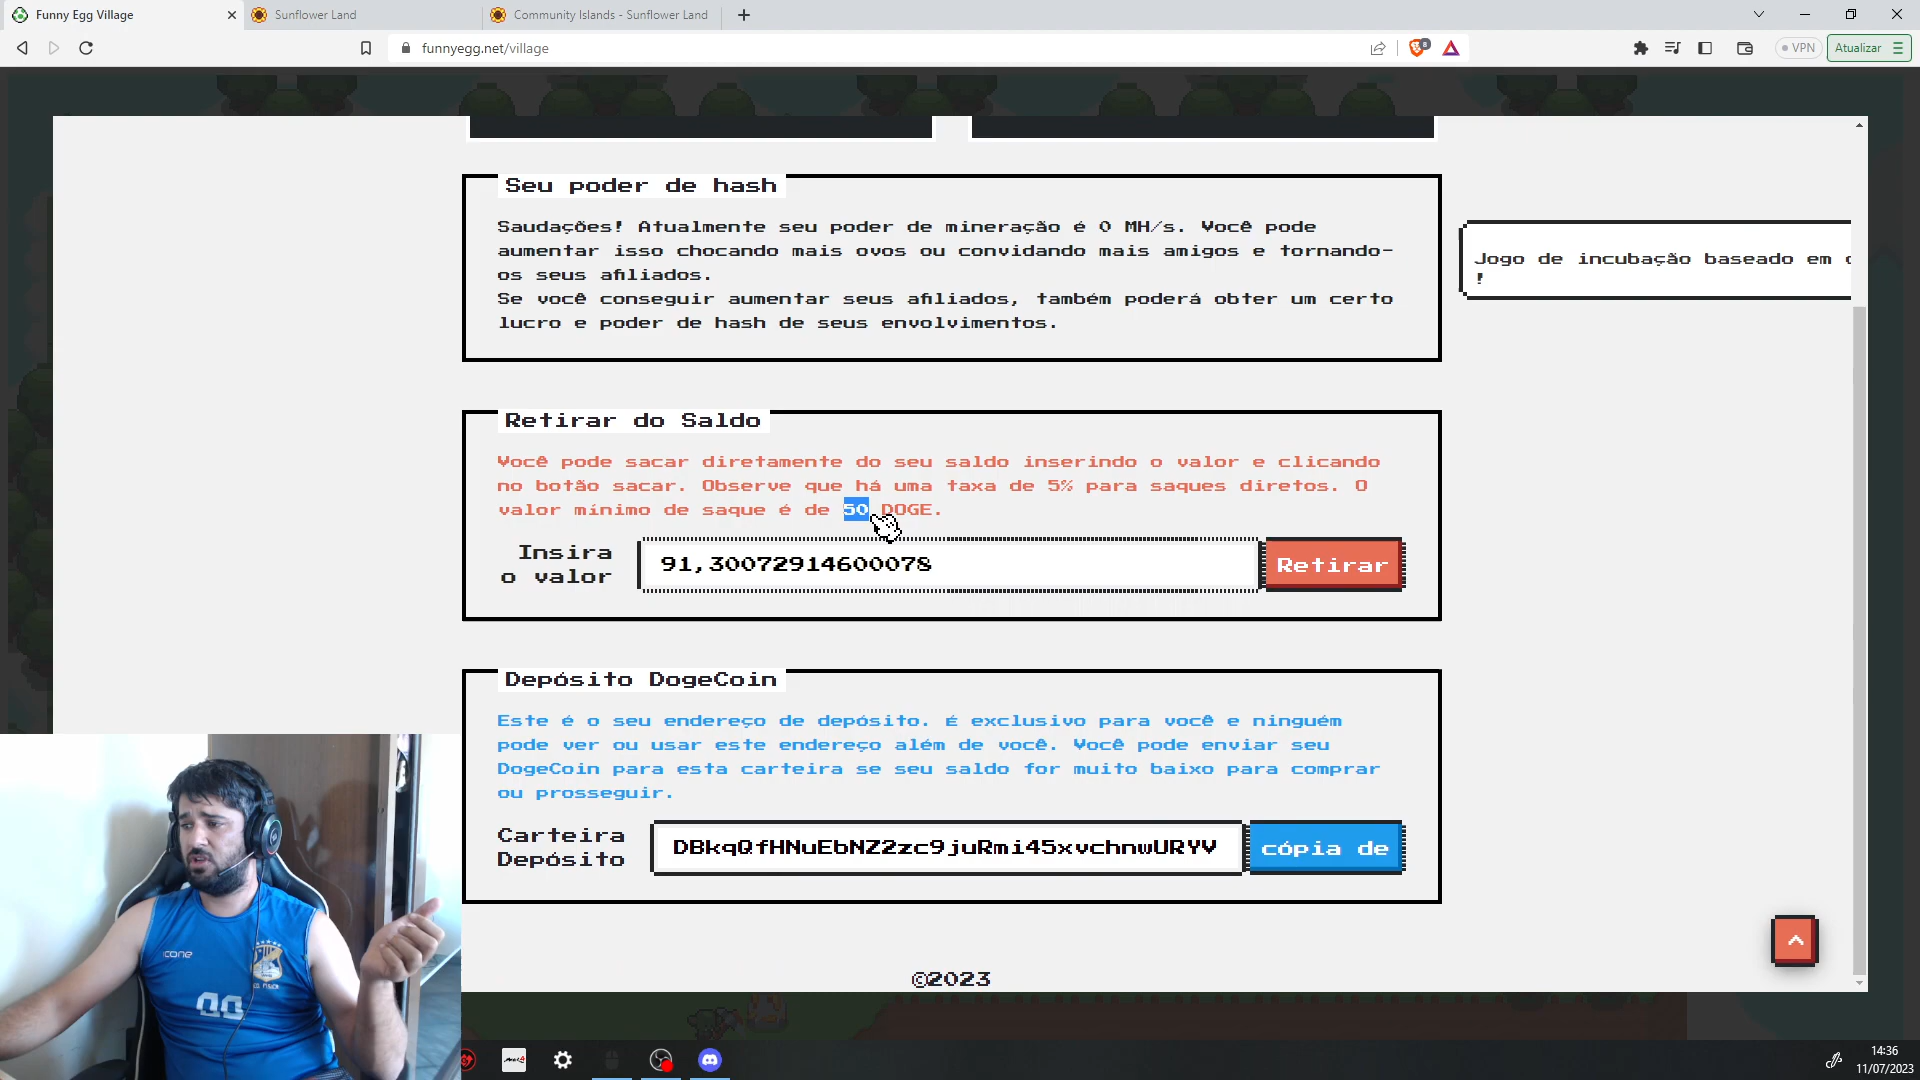 Funny Egg Village
Sunflower Land
Community Islands - Sunflower Land
funnyegg.net/village
8
VPN
Atualizar
Seu poder de hash
Saudações! Atualmente seu poder de mineração é 0 MH/s. Você pode
aumentar isso chocando mais ovos ou convidando mais amigos e tornando-
os seus afiliados.
Se você conseguir aumentar seus afiliados, também poderá obter um certo
lucro e poder de hash de seus envolvimentos.
Jogo de incubação baseado em
!
Retirar do Saldo
Você pode sacar diretamente do seu saldo inserindo o valor e clicando
no botão sacar. Observe que há uma taxa de 5% para saques diretos. O
valor mínimo de saque é de 50 DOGE.
Insira
o valor
91,30072914600078
Retirar
Depósito DogeCoin
Este é o seu endereço de depósito. É exclusivo para você e ninguém
pode ver ou usar este endereço além de você. Você pode enviar seu
DogeCoin para esta carteira se seu saldo for muito baixo para comprar
ou prosseguir.
Carteira
Depósito
DBkqQfHNuEbNZ2zc9juRmi45xvchnwURYV
cópia de
©2023
icone
14:36
11/07/2023